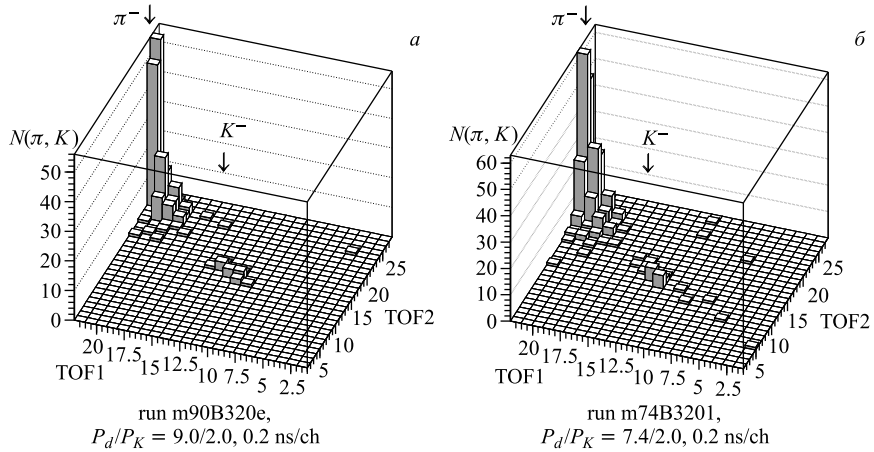 π− ↓ а
N(π, K)
K−
↓
50
40
30
20
10
0
20
17.5
15
12.5
10
7.5
5
2.5
TOF1
5
10
15
20
25
TOF2
run m90B320e,
P_d/P_K = 9.0/2.0, 0.2 ns/ch
π− ↓ б
N(π, K)
K−
↓
60
50
40
30
20
10
0
20
17.5
15
12.5
10
7.5
5
2.5
TOF1
5
10
15
20
25
TOF2
run m74B3201,
P_d/P_K = 7.4/2.0, 0.2 ns/ch